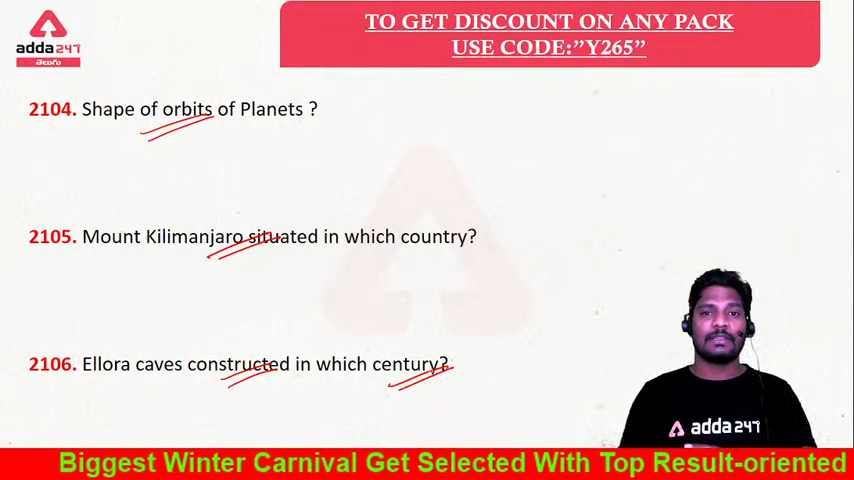 TO GET DISCOUNT ON ANY PACK
USE CODE:”Y265”
adda247
తెలుగు
2104. Shape of orbits of Planets ?
2105. Mount Kilimanjaro situated in which country?
2106. Ellora caves constructed in which century?
adda247
Biggest Winter Carnival Get Selected With Top Result-oriented